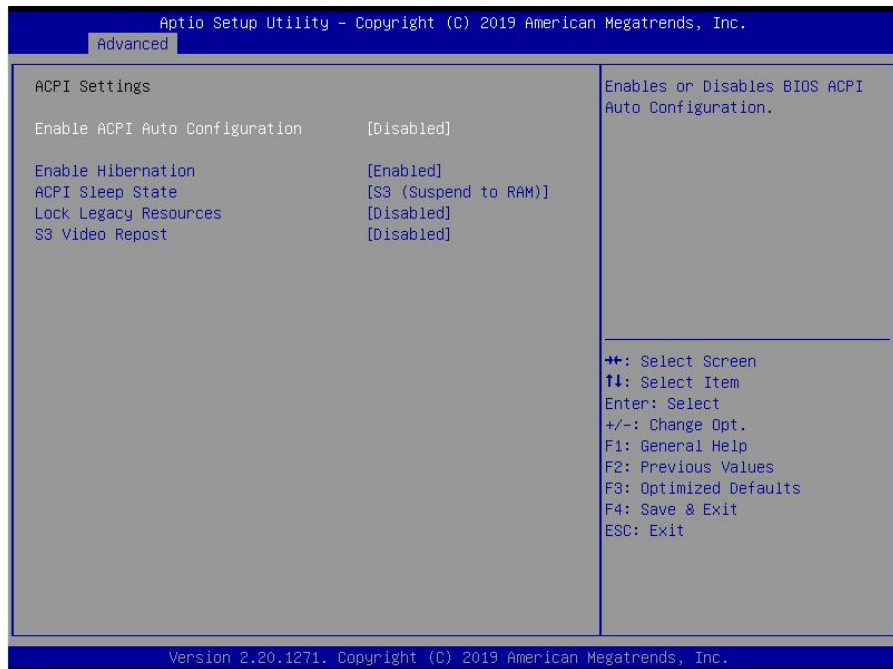 Aptio Setup Utility – Copyright (C) 2019 American Megatrends, Inc.
Advanced
ACPI Settings
Enable ACPI Auto Configuration [Disabled]
Enable Hibernation [Enabled]
ACPI Sleep State [S3 (Suspend to RAM)]
Lock Legacy Resources [Disabled]
S3 Video Repost [Disabled]
Enables or Disables BIOS ACPI
Auto Configuration.
→←: Select Screen
↑↓: Select Item
Enter: Select
+/-: Change Opt.
F1: General Help
F2: Previous Values
F3: Optimized Defaults
F4: Save & Exit
ESC: Exit
Version 2.20.1271. Copyright (C) 2019 American Megatrends, Inc.